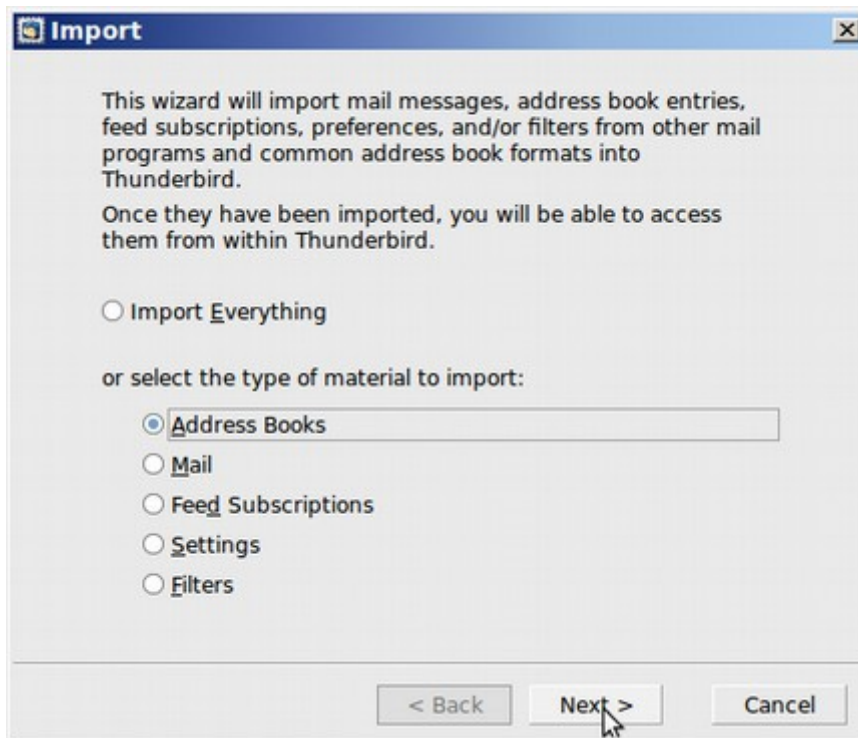 Import
This wizard will import mail messages, address book entries,
feed subscriptions, preferences, and/or filters from other mail
programs and common address book formats into
Thunderbird.
Once they have been imported, you will be able to access
them from within Thunderbird.
Import Everything
or select the type of material to import:
Address Books
Mail
Feed Subscriptions
Settings
Filters
< Back Next > Cancel